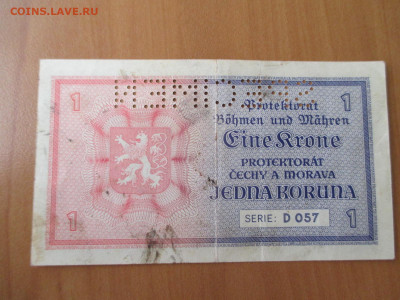 COINS.LAVE.RU
SPECIMEN
1
Protektorat
1
Böhmen und Mähren
Eine Krone
PROTEKTORÁT
ČECHY A MORAVA
JEDNA KORUNA
1
SERIE: D 057
1